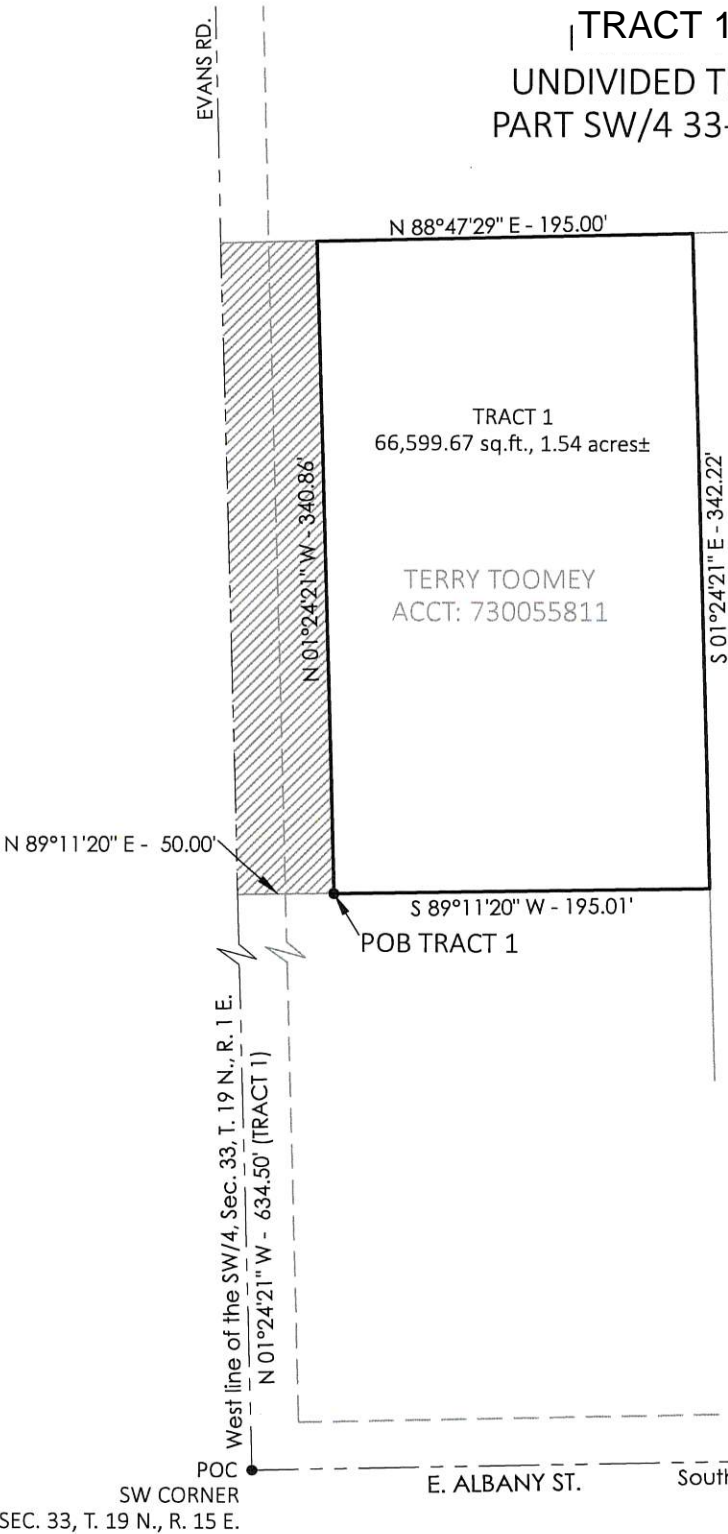 TRACT 1
UNDIVIDED T
PART SW/4 33-
EVANS RD.
N 88°47'29" E - 195.00'
TRACT 1
66,599.67 sq.ft., 1.54 acres±
N 01°24'21" W - 340.86'
S 01°24'21" E - 342.22'
TERRY TOOMEY
ACCT: 730055811
N 89°11'20" E - 50.00'
S 89°11'20" W - 195.01'
POB TRACT 1
West line of the SW/4, Sec. 33, T. 19 N., R. 1 E.
N 01°24'21" W - 634.50' (TRACT 1)
POC
SW CORNER
SEC. 33, T. 19 N., R. 15 E.
E. ALBANY ST.
South